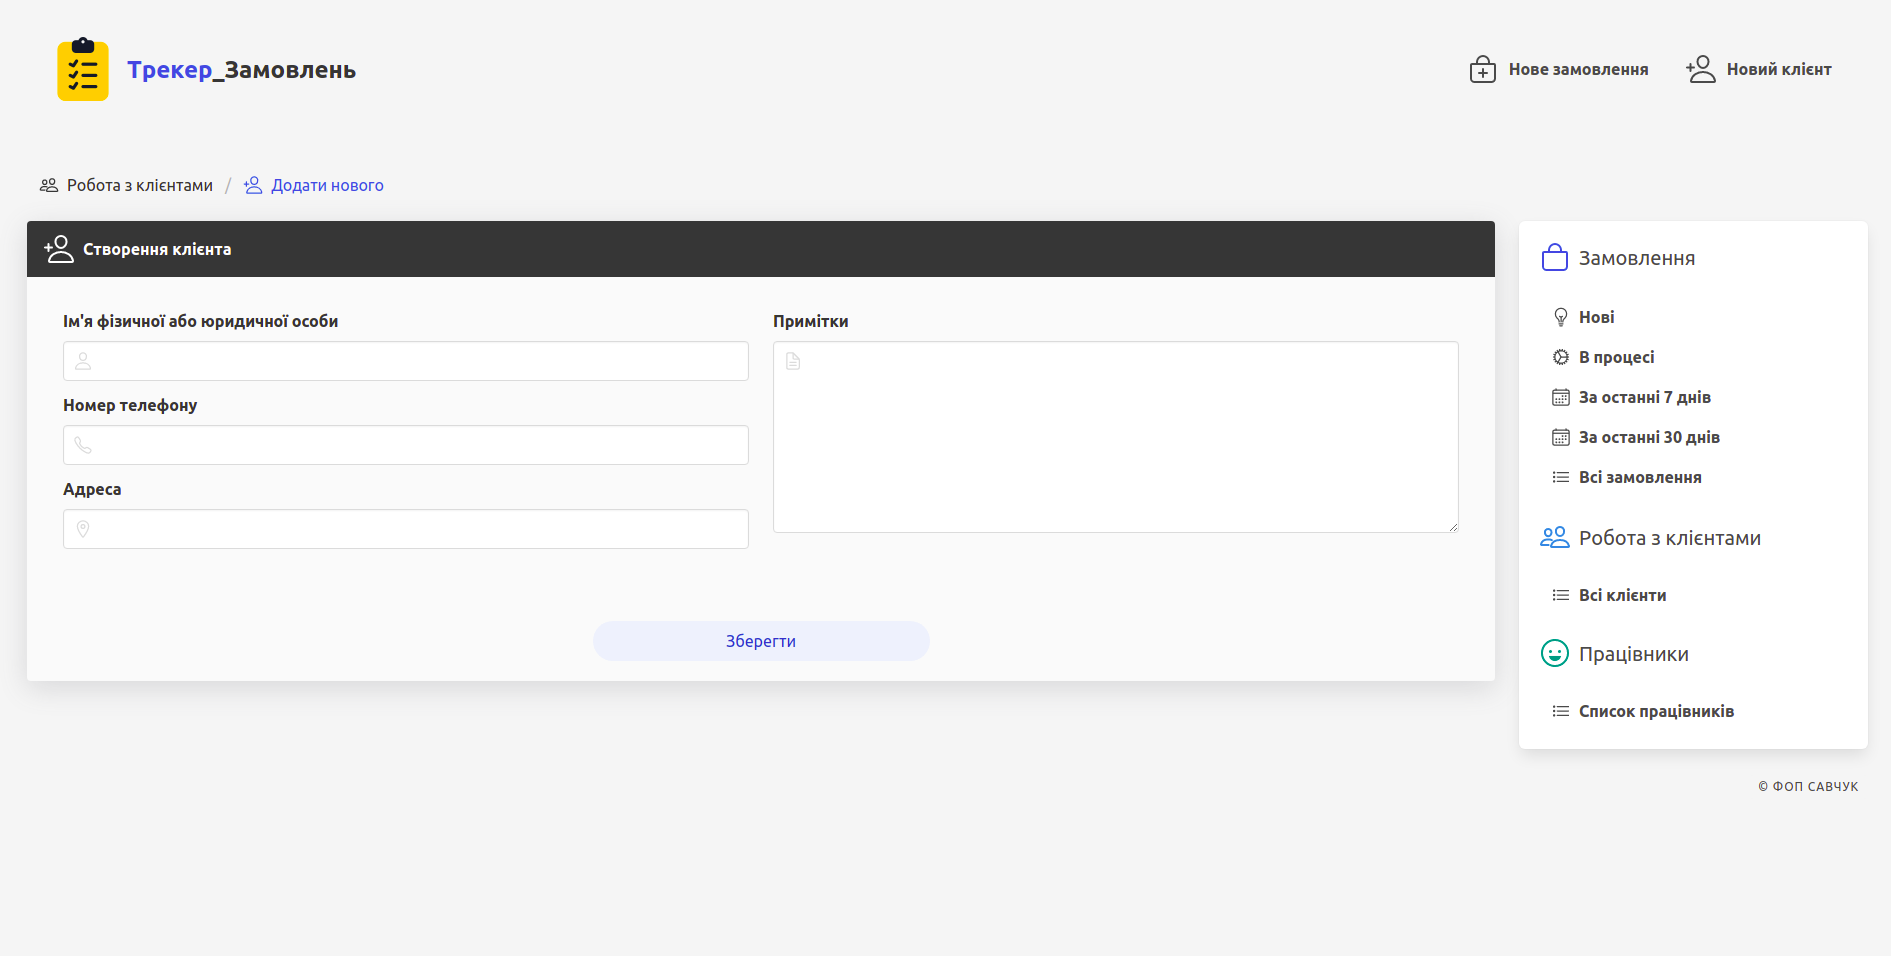 Трекер_Замовлень
Нове замовлення
Новий клієнт
Робота з клієнтами / Додати нового
Створення клієнта
Ім'я фізичної або юридичної особи
Номер телефону
Адреса
Примітки
Зберегти
Замовлення
Нові
В процесі
За останні 7 днів
За останні 30 днів
Всі замовлення
Робота з клієнтами
Всі клієнти
Працівники
Список працівників
© ФОП САВЧУК